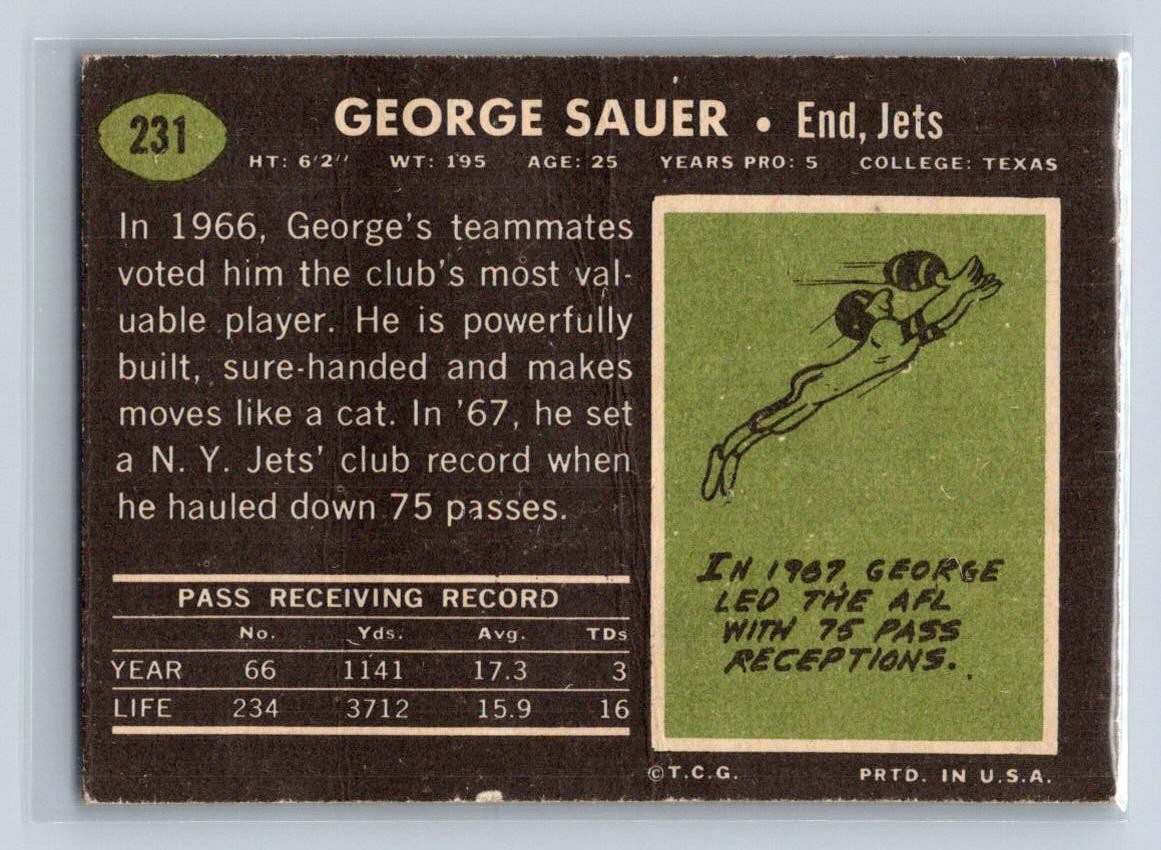 231
GEORGE SAUER • End, Jets
HT: 6'2" WT: 195 AGE: 25 YEARS PRO: 5 COLLEGE: TEXAS
In 1966, George's teammates
voted him the club's most val-
uable player. He is powerfully
built, sure-handed and makes
moves like a cat. In '67, he set
a N. Y. Jets' club record when
he hauled down 75 passes.
PASS RECEIVING RECORD
No. Yds. Avg. TDs
YEAR 66 1141 17.3 3
LIFE 234 3712 15.9 16
IN 1967, GEORGE
LED THE AFL
WITH 75 PASS
RECEPTIONS.
©T.C.G. PRTD. IN U.S.A.